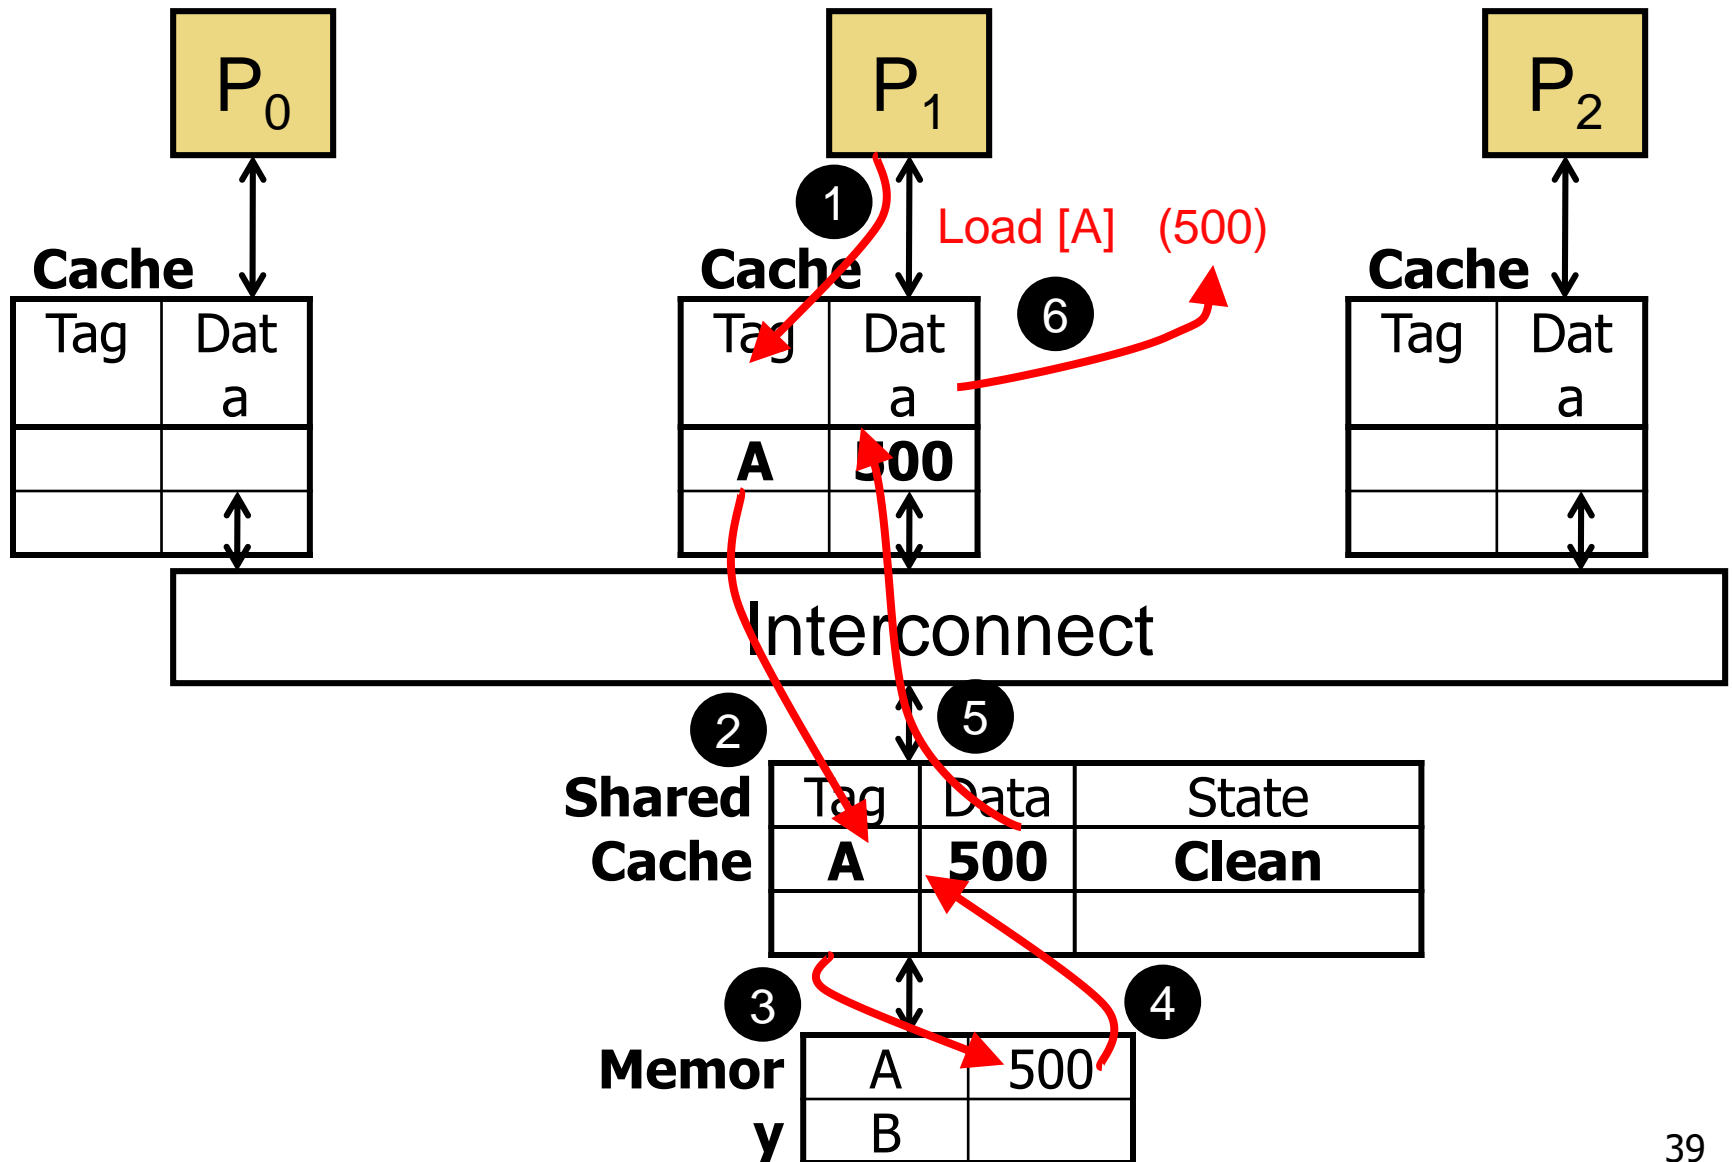 P0 P1 P2
1 Load [A] (500)
Cache Cache 6 Cache
Tag Dat Tag Dat Tag Dat
a a a
A 500
Interconnect
2 5
Shared Tag Data State
Cache A 500 Clean
3 4
Memor A 500
y B
39